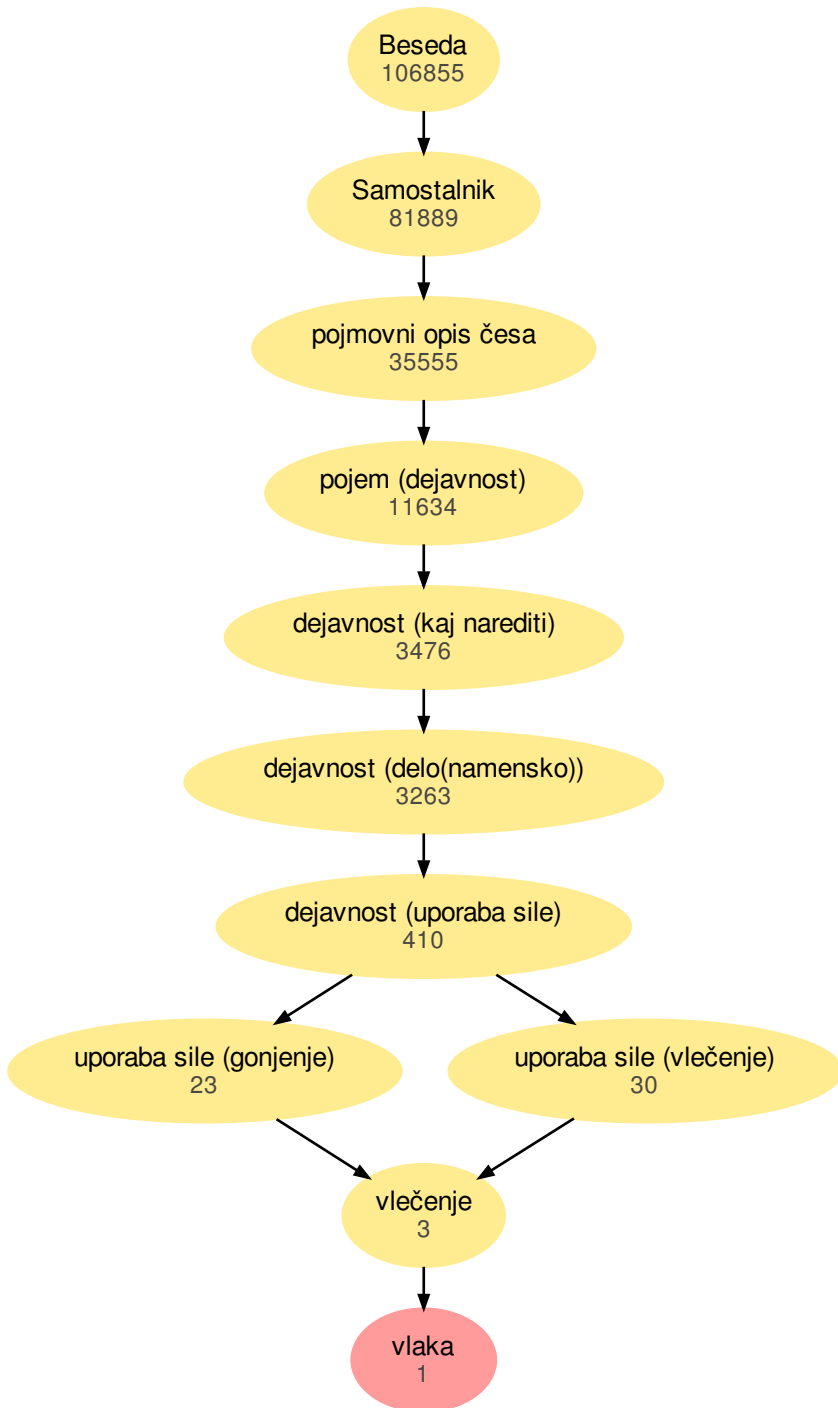 Beseda
106855
Samostalnik
81889
pojmovni opis česa
35555
pojem (dejavnost)
11634
dejavnost (kaj narediti)
3476
dejavnost (delo(namensko))
3263
dejavnost (uporaba sile)
410
uporaba sile (gonjenje)
23
uporaba sile (vlečenje)
30
vlečenje
3
vlaka
1